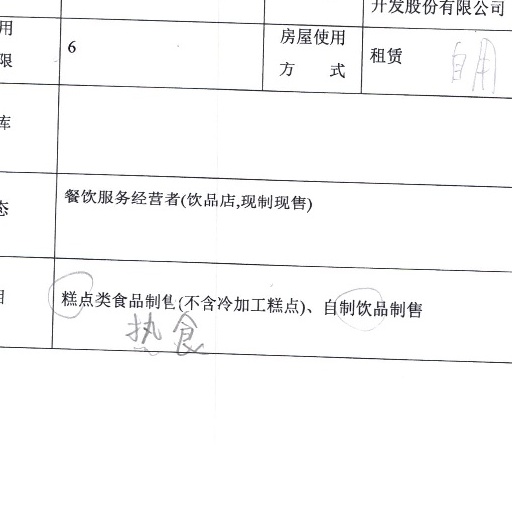 开发股份有限公司
用
限
6
房屋使用
方 式
租赁
自用
库
态
餐饮服务经营者(饮品店,现制现售)
目
糕点类食品制售(不含冷加工糕点)、自制饮品制售
热食